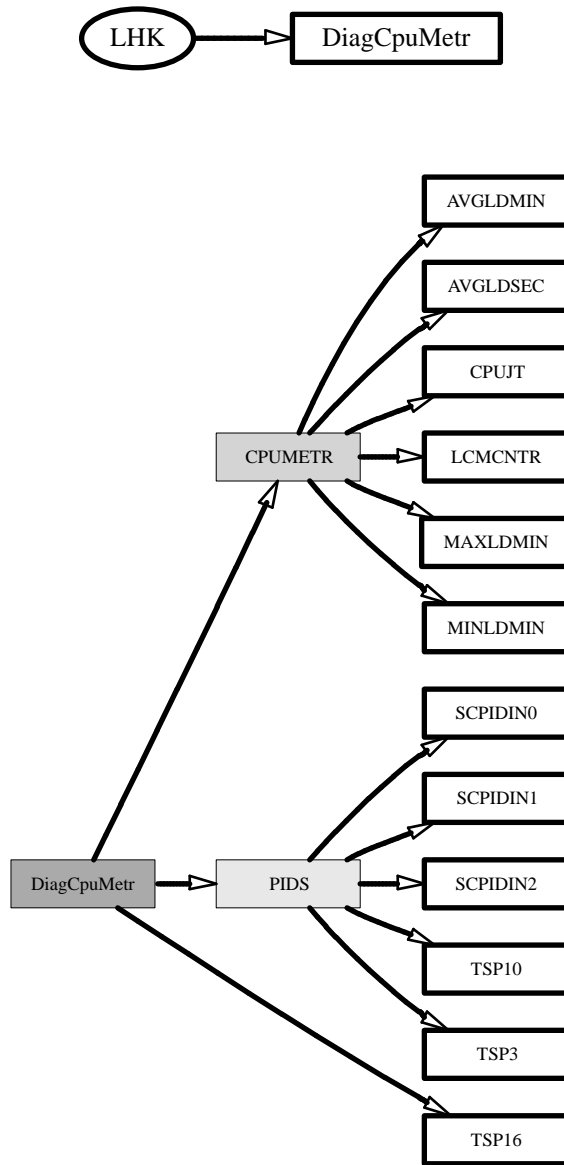 LHK
DiagCpuMetr
AVGLDMIN
AVGLDSEC
CPUJT
CPUMETR
LCMCNTR
MAXLDMIN
MINLDMIN
SCPIDIN0
SCPIDIN1
DiagCpuMetr
PIDS
SCPIDIN2
TSP10
TSP3
TSP16